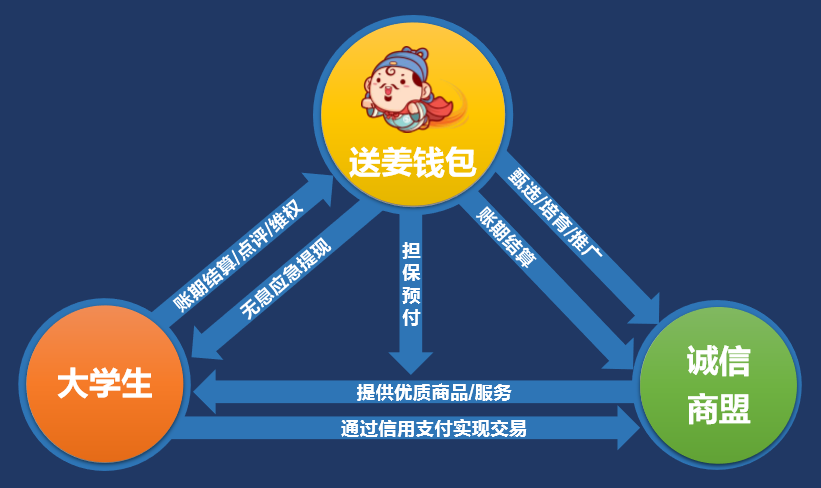 送姜钱包
甄选/培育/推广
账期结算/点评/维权
无息应急提现
担保预付
账期结算
大学生
诚信
商盟
提供优质商品/服务
通过信用支付实现交易